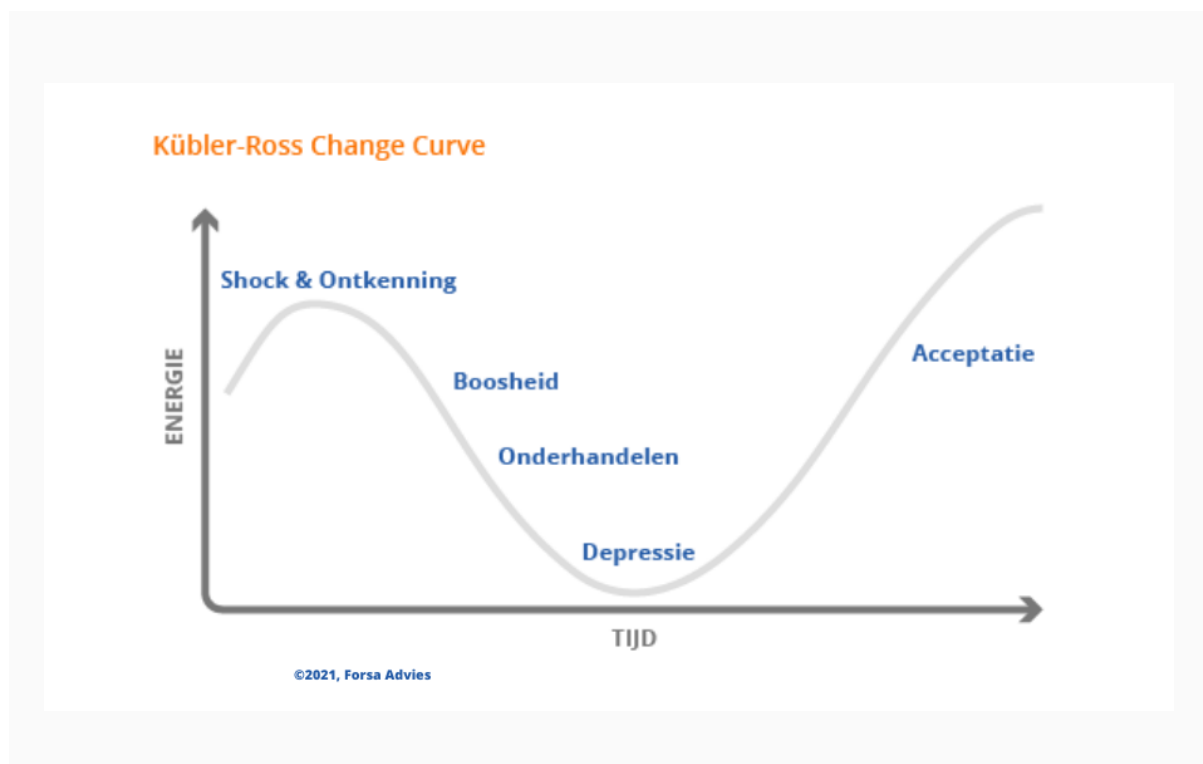 Kübler-Ross Change Curve
Shock & Ontkenning
ENERGIE
Boosheid
Onderhandelen
Depressie
Acceptatie
TIJD
©2021, Forsa Advies